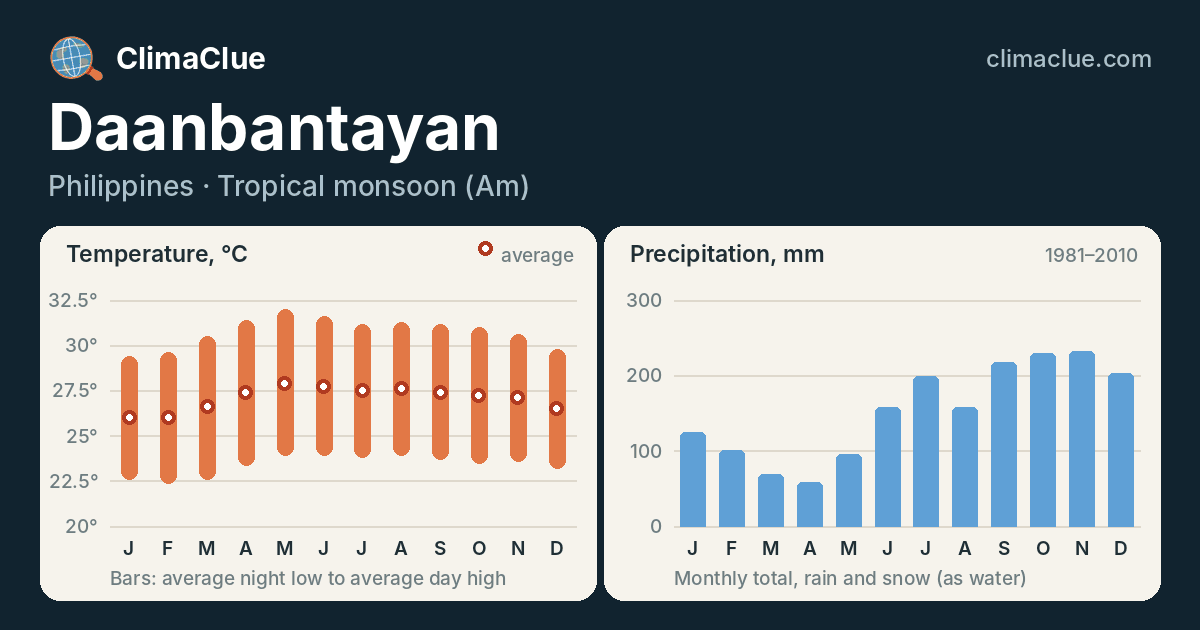 ClimaClue
climaclue.com
Daanbantayan
Philippines · Tropical monsoon (Am)
Temperature, °C
average
32.5°
30°
27.5°
25°
22.5°
20°
J F M A M J J A S O N D
Bars: average night low to average day high
Precipitation, mm
1981–2010
300
200
100
0
J F M A M J J A S O N D
Monthly total, rain and snow (as water)